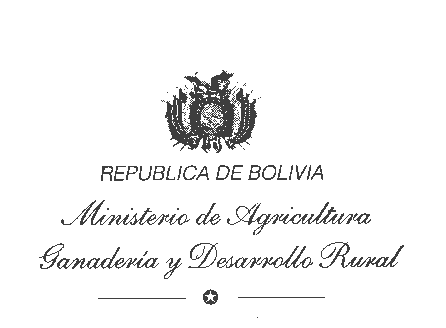 REPUBLICA DE BOLIVIA
Ministerio de Agricultura
Ganadería y Desarrollo Rural